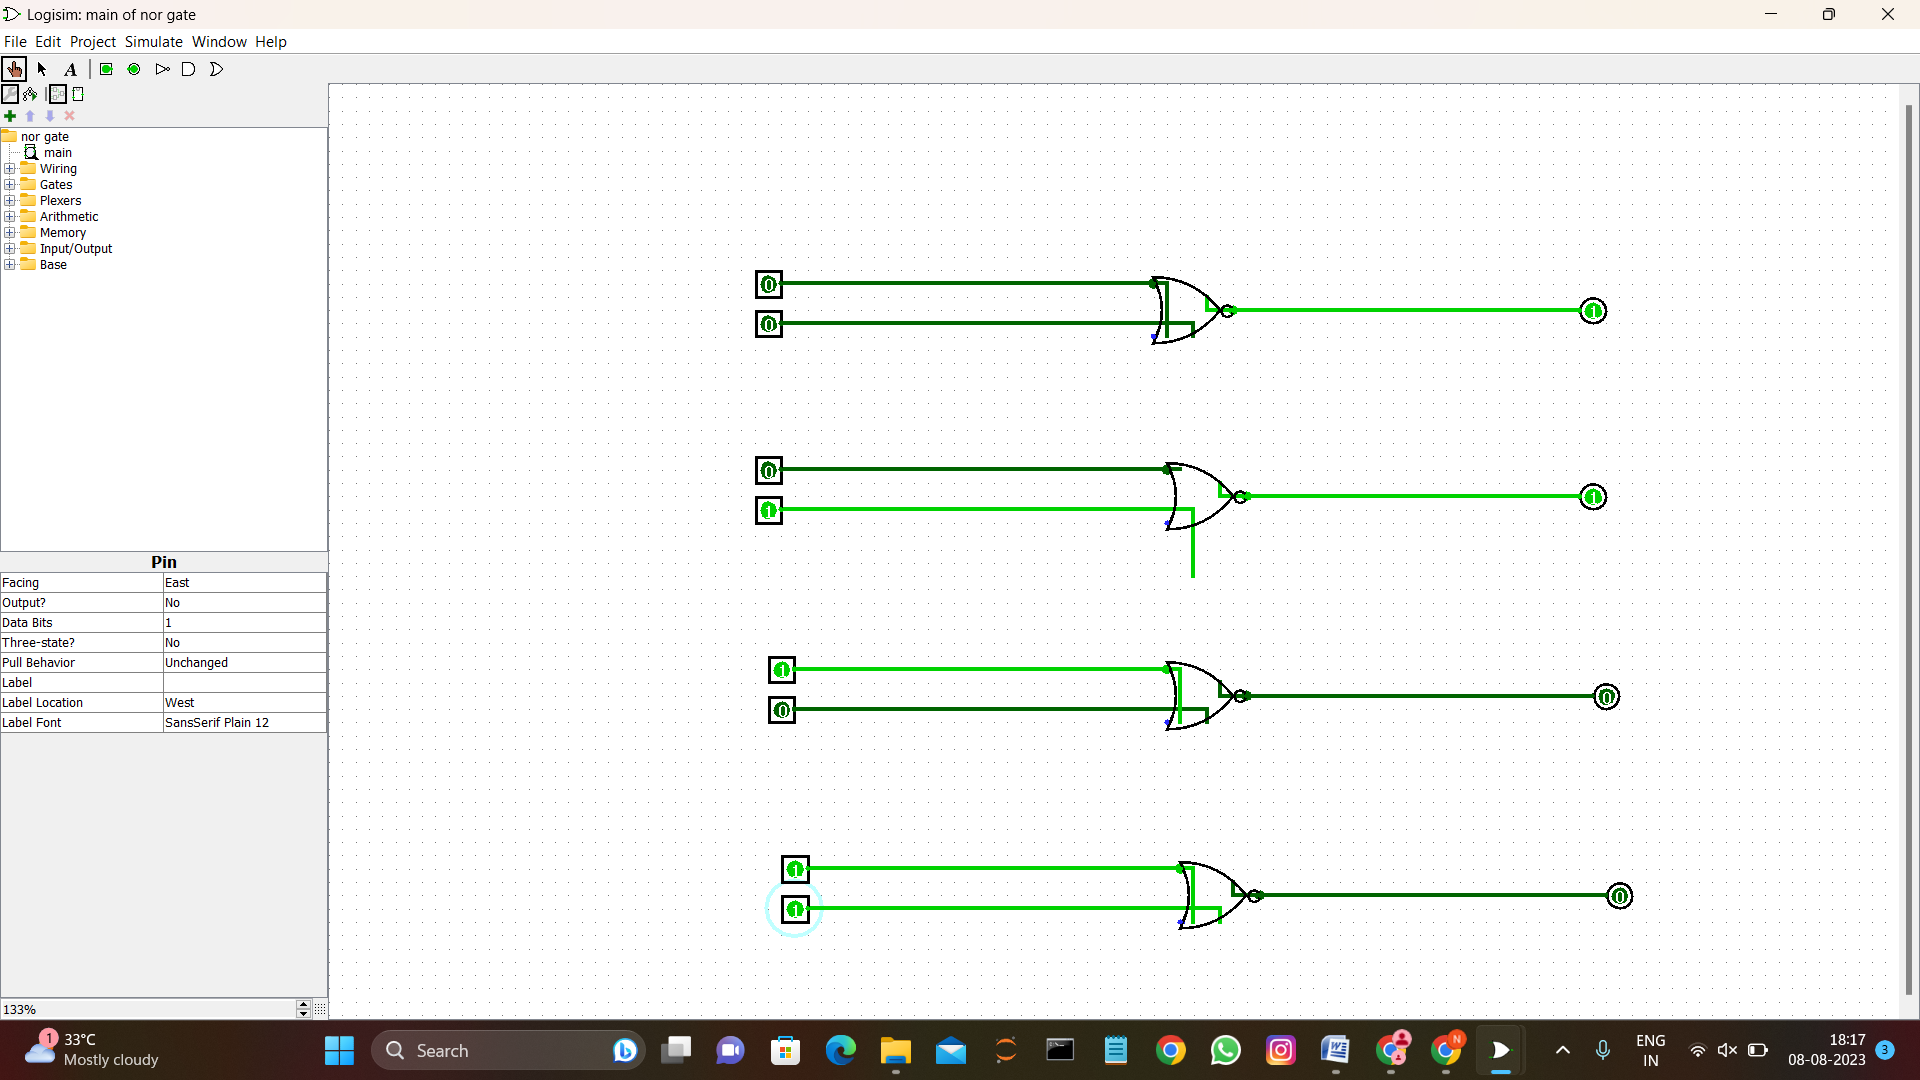 Logisim: main of nor gate
File Edit Project Simulate Window Help
A
nor gate
main
Wiring
Gates
Plexers
Arithmetic
Memory
Input/Output
Base
Pin
Facing East
Output? No
Data Bits 1
Three-state? No
Pull Behavior Unchanged
Label
Label Location West
Label Font SansSerif Plain 12
133%
0
0
1
0
1
1
1
0
0
1
1
0
1
33°C
Mostly cloudy
Search
N
ENG
IN
18:17
08-08-2023
3